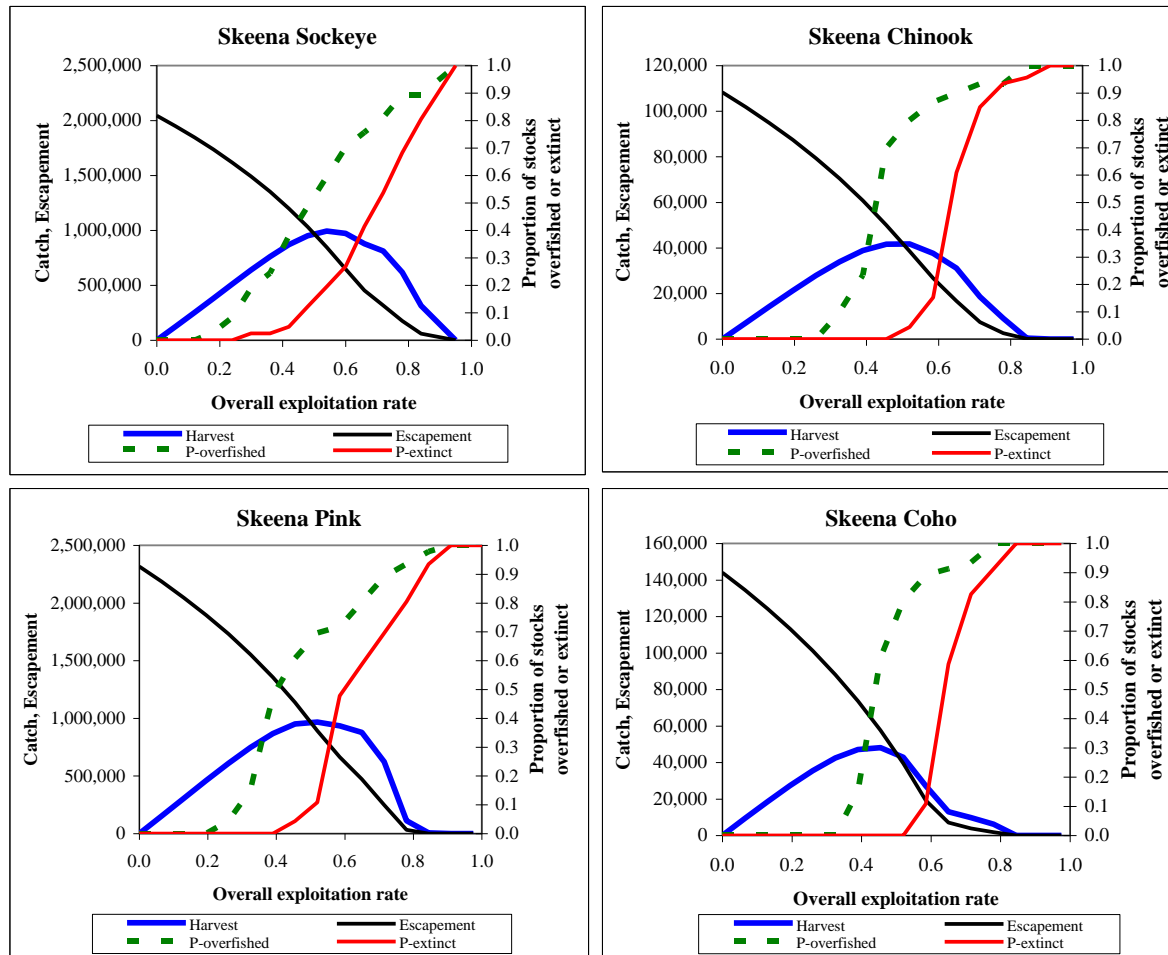 Skeena Sockeye
2,500,000
2,000,000
1,500,000
1,000,000
500,000
0
Catch, Escapement
1.0
0.9
0.8
0.7
0.6
0.5
0.4
0.3
0.2
0.1
0.0
Proportion of stocks
overfished or extinct
0.0 0.2 0.4 0.6 0.8 1.0
Overall exploitation rate
Harvest Escapement
P-overfished P-extinct
Skeena Chinook
120,000
100,000
80,000
60,000
40,000
20,000
0
Catch, Escapement
1.0
0.9
0.8
0.7
0.6
0.5
0.4
0.3
0.2
0.1
0.0
Proportion of stocks
overfished or extinct
0.0 0.2 0.4 0.6 0.8 1.0
Overall exploitation rate
Harvest Escapement
P-overfished P-extinct
Skeena Pink
2,500,000
2,000,000
1,500,000
1,000,000
500,000
0
Catch, Escapement
1.0
0.9
0.8
0.7
0.6
0.5
0.4
0.3
0.2
0.1
0.0
Proportion of stocks
overfished or extinct
0.0 0.2 0.4 0.6 0.8 1.0
Overall exploitation rate
Harvest Escapement
P-overfished P-extinct
Skeena Coho
160,000
140,000
120,000
100,000
80,000
60,000
40,000
20,000
0
Catch, Escapement
1.0
0.9
0.8
0.7
0.6
0.5
0.4
0.3
0.2
0.1
0.0
Proportion of stocks
overfished or extinct
0.0 0.2 0.4 0.6 0.8 1.0
Overall exploitation rate
Harvest Escapement
P-overfished P-extinct